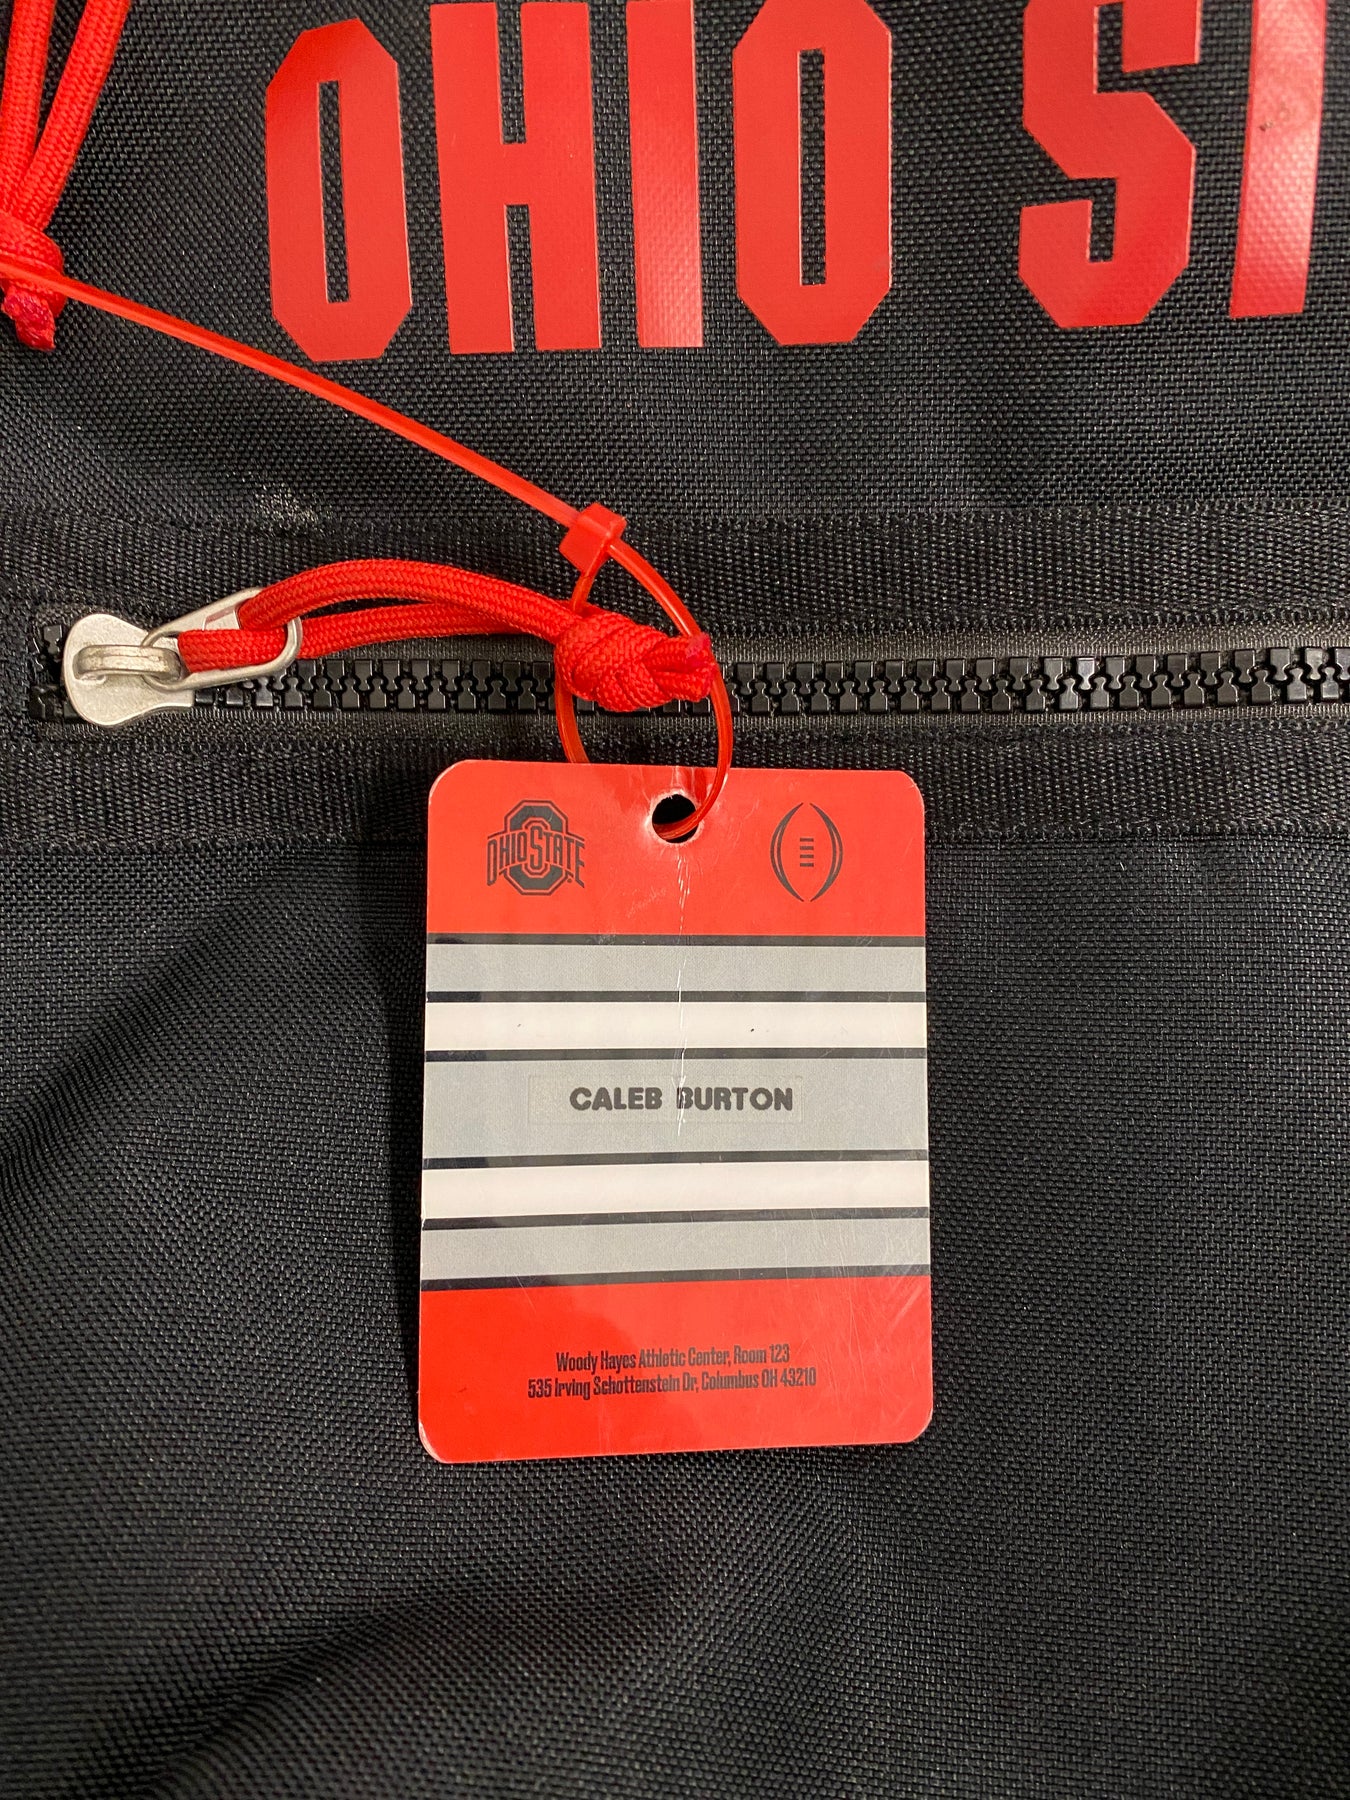 OHIO ST
OHIO STATE
CALEB BURTON
Woody Hayes Athletic Center, Room 123
535 Irving Schottenstein Dr, Columbus OH 43210